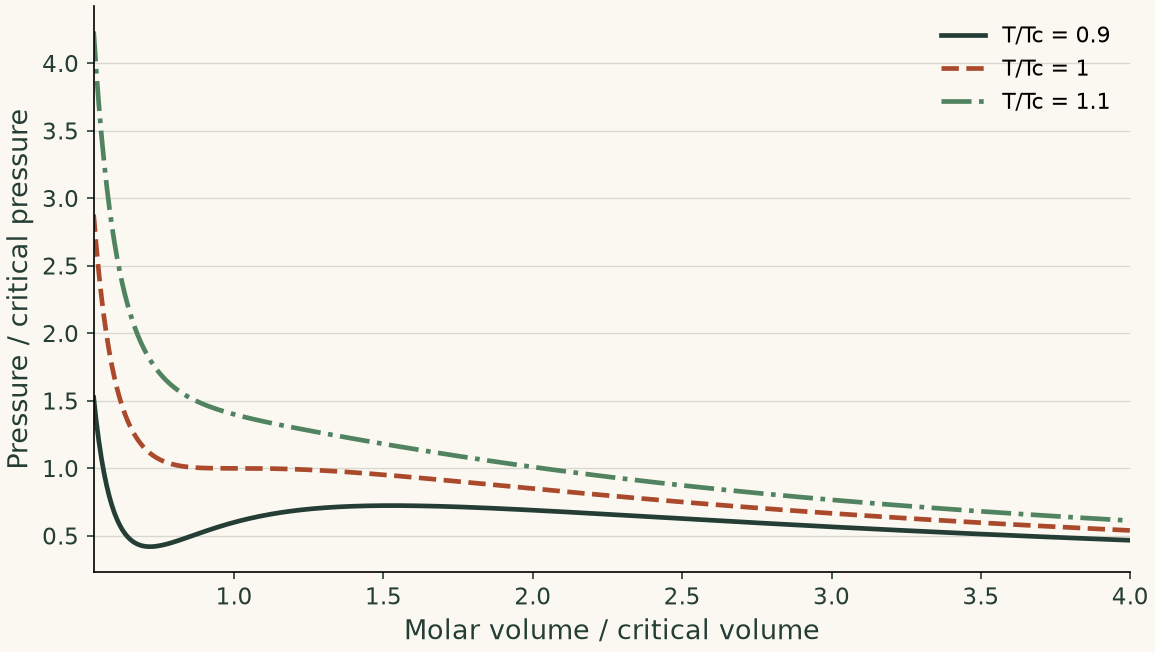 Pressure / critical pressure
4.0
3.5
3.0
2.5
2.0
1.5
1.0
0.5
T/Tc = 0.9
T/Tc = 1
T/Tc = 1.1
1.0 1.5 2.0 2.5 3.0 3.5 4.0
Molar volume / critical volume